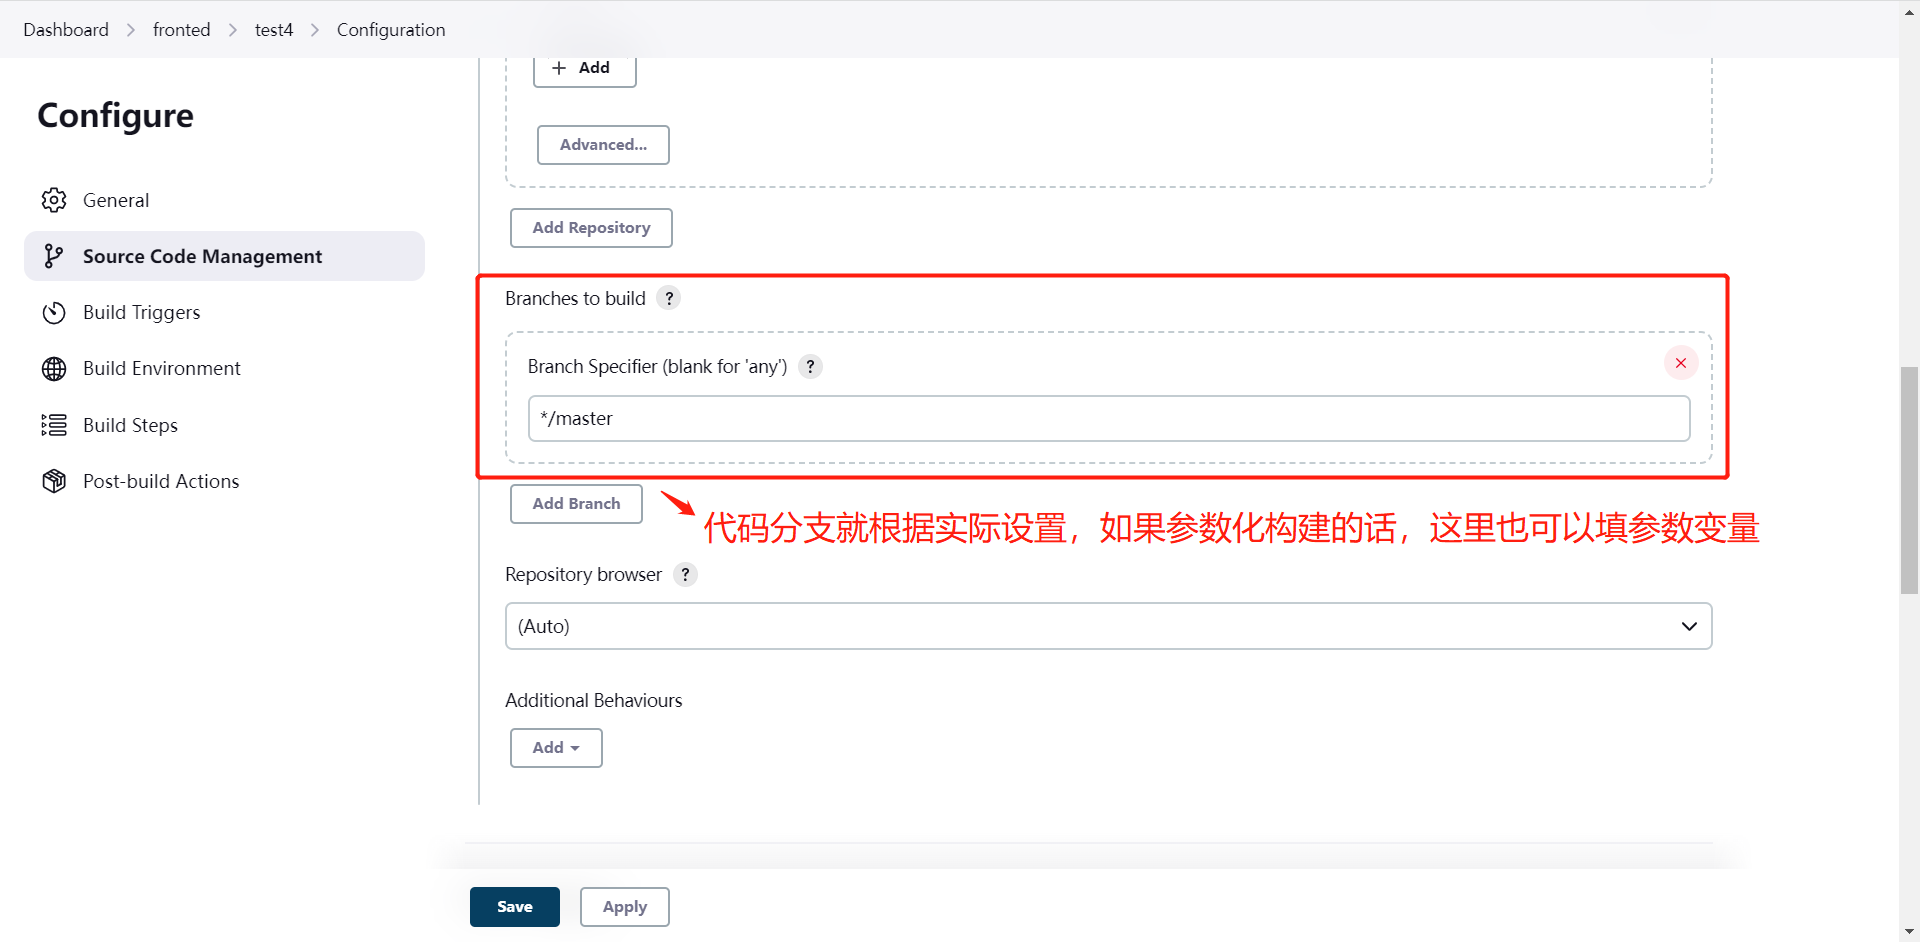 Dashboard > fronted > test4 > Configuration
Configure
General
Source Code Management
Build Triggers
Build Environment
Build Steps
Post-build Actions
+ Add
Advanced...
Add Repository
Branches to build ?
Branch Specifier (blank for 'any') ?
*/master
Add Branch
代码分支就根据实际设置，如果参数化构建的话，这里也可以填参数变量
Repository browser ?
(Auto)
Additional Behaviours
Add
Save
Apply